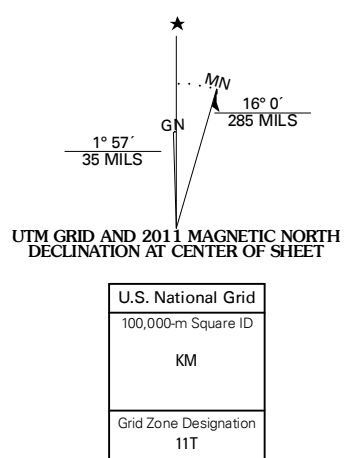 MN
GN
16° 0´
285 MILS
1° 57´
35 MILS
UTM GRID AND 2011 MAGNETIC NORTH
DECLINATION AT CENTER OF SHEET
U.S. National Grid
100,000-m Square ID
KM
Grid Zone Designation
11T